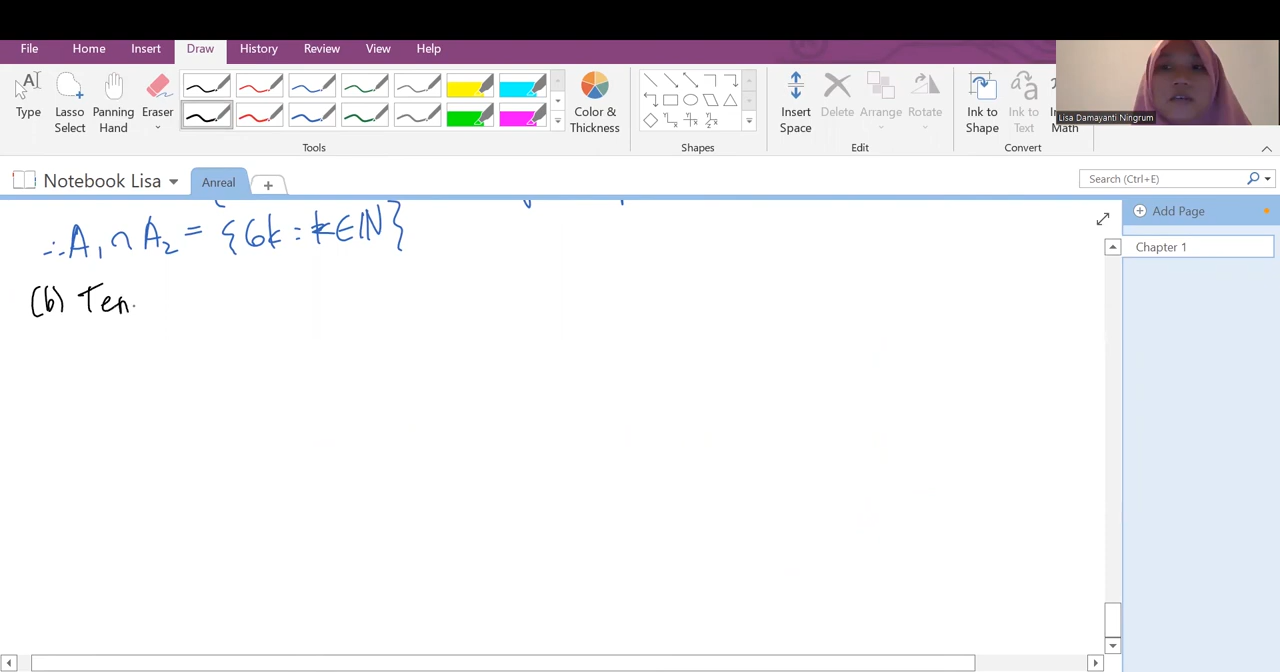 File Home Insert Draw History Review View Help
Type Lasso Select Panning Hand Eraser Color & Thickness Insert Space Delete Arrange Rotate Ink to Shape Ink to Text Math
Lisa Damayanti Ningrum
Tools Shapes Edit Convert
Notebook Lisa Anreal + Search (Ctrl+E)
Add Page
Chapter 1
∴ A₁ ∩ A₂ = {6k : k ∈ ℕ}
(b) Ten